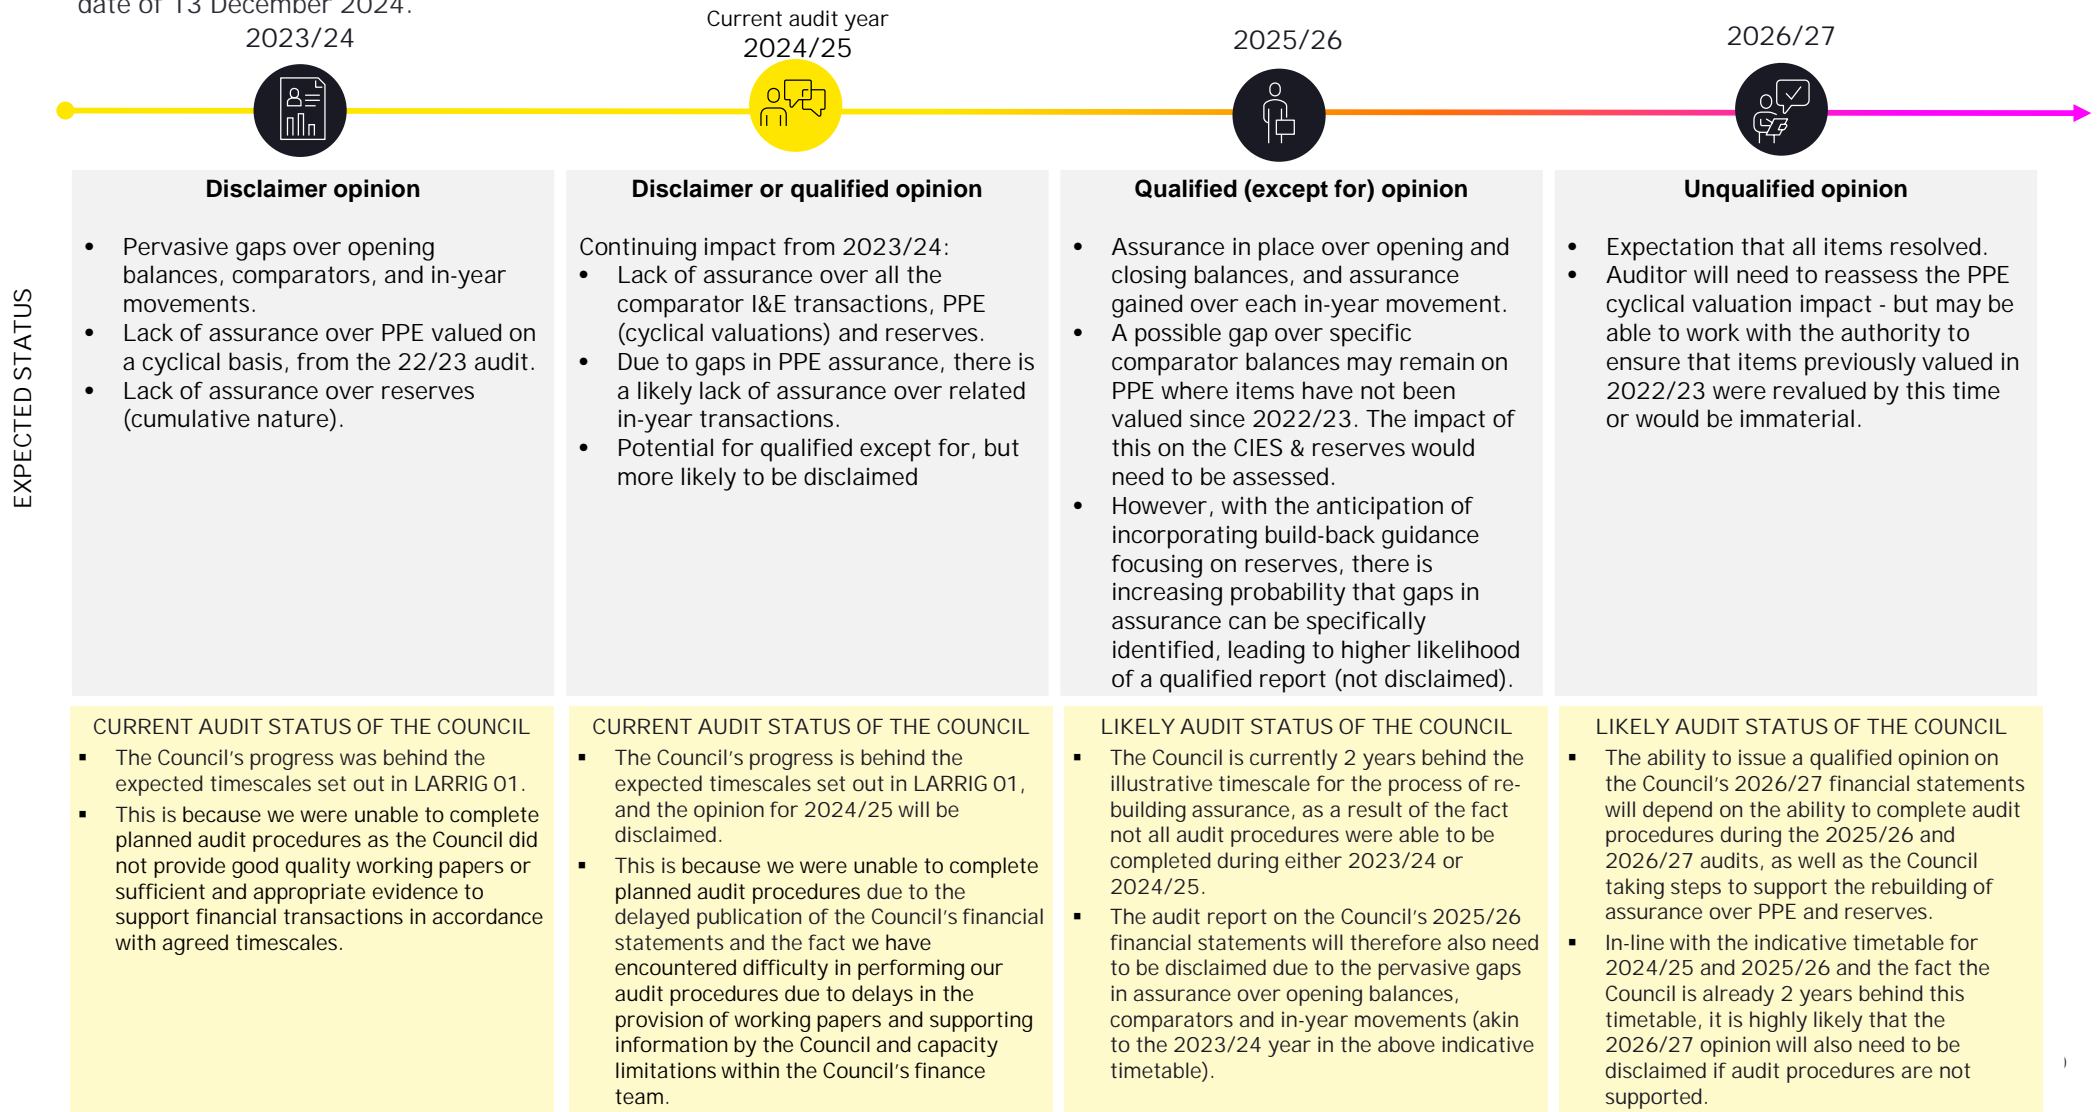 date of 13 December 2024.
2023/24
Current audit year
2024/25
2025/26
2026/27
EXPECTED STATUS
Disclaimer opinion
• Pervasive gaps over opening
balances, comparators, and in-year
movements.
• Lack of assurance over PPE valued on
a cyclical basis, from the 22/23 audit.
• Lack of assurance over reserves
(cumulative nature).
Disclaimer or qualified opinion
Continuing impact from 2023/24:
• Lack of assurance over all the
comparator I&E transactions, PPE
(cyclical valuations) and reserves.
• Due to gaps in PPE assurance, there is
a likely lack of assurance over related
in-year transactions.
• Potential for qualified except for, but
more likely to be disclaimed
Qualified (except for) opinion
• Assurance in place over opening and
closing balances, and assurance
gained over each in-year movement.
• A possible gap over specific
comparator balances may remain on
PPE where items have not been
valued since 2022/23. The impact of
this on the CIES & reserves would
need to be assessed.
• However, with the anticipation of
incorporating build-back guidance
focusing on reserves, there is
increasing probability that gaps in
assurance can be specifically
identified, leading to higher likelihood
of a qualified report (not disclaimed).
Unqualified opinion
• Expectation that all items resolved.
• Auditor will need to reassess the PPE
cyclical valuation impact - but may be
able to work with the authority to
ensure that items previously valued in
2022/23 were revalued by this time
or would be immaterial.
CURRENT AUDIT STATUS OF THE COUNCIL
▪ The Council's progress was behind the
expected timescales set out in LARRIG 01.
▪ This is because we were unable to complete
planned audit procedures as the Council did
not provide good quality working papers or
sufficient and appropriate evidence to
support financial transactions in accordance
with agreed timescales.
CURRENT AUDIT STATUS OF THE COUNCIL
▪ The Council's progress is behind the
expected timescales set out in LARRIG 01,
and the opinion for 2024/25 will be
disclaimed.
▪ This is because we were unable to complete
planned audit procedures due to the
delayed publication of the Council's financial
statements and the fact we have
encountered difficulty in performing our
audit procedures due to delays in the
provision of working papers and supporting
information by the Council and capacity
limitations within the Council's finance
team.
LIKELY AUDIT STATUS OF THE COUNCIL
▪ The Council is currently 2 years behind the
illustrative timescale for the process of re-
building assurance, as a result of the fact
not all audit procedures were able to be
completed during either 2023/24 or
2024/25.
▪ The audit report on the Council's 2025/26
financial statements will therefore also need
to be disclaimed due to the pervasive gaps
in assurance over opening balances,
comparators and in-year movements (akin
to the 2023/24 year in the above indicative
timetable).
LIKELY AUDIT STATUS OF THE COUNCIL
▪ The ability to issue a qualified opinion on
the Council's 2026/27 financial statements
will depend on the ability to complete audit
procedures during the 2025/26 and
2026/27 audits, as well as the Council
taking steps to support the rebuilding of
assurance over PPE and reserves.
▪ In-line with the indicative timetable for
2024/25 and 2025/26 and the fact the
Council is already 2 years behind this
timetable, it is highly likely that the
2026/27 opinion will also need to be
disclaimed if audit procedures are not
supported.